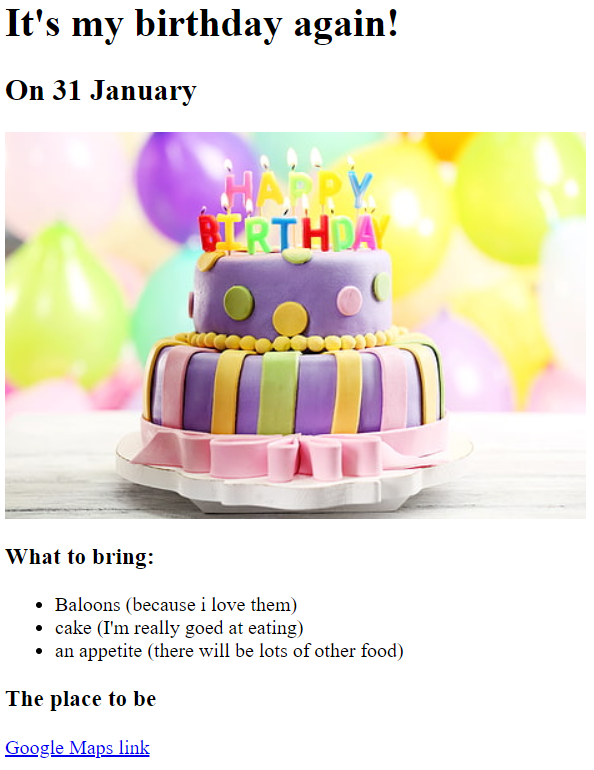 It's my birthday again!
On 31 January
HAPPY
BIRTHDAY
What to bring:
Baloons (because i love them)
cake (I'm really goed at eating)
an appetite (there will be lots of other food)
The place to be
Google Maps link